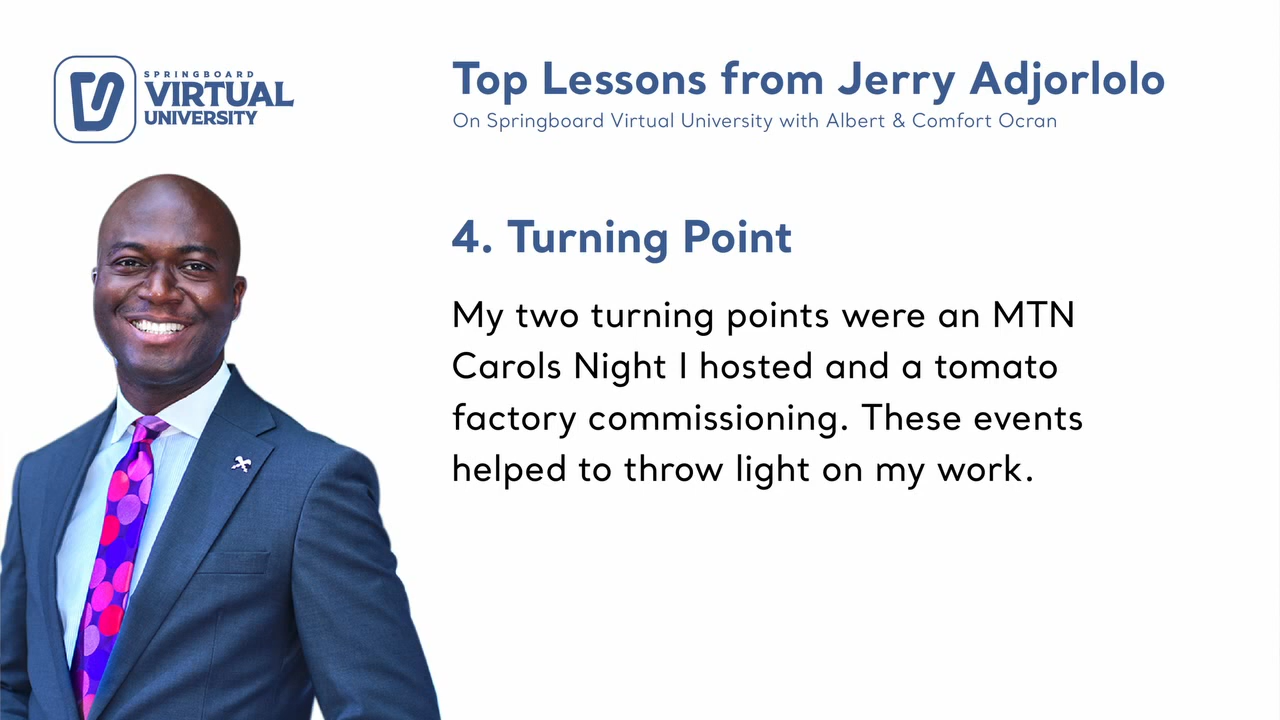 SPRINGBOARD
VIRTUAL
UNIVERSITY
Top Lessons from Jerry Adjorlolo
On Springboard Virtual University with Albert & Comfort Ocran
4. Turning Point
My two turning points were an MTN
Carols Night I hosted and a tomato
factory commissioning. These events
helped to throw light on my work.